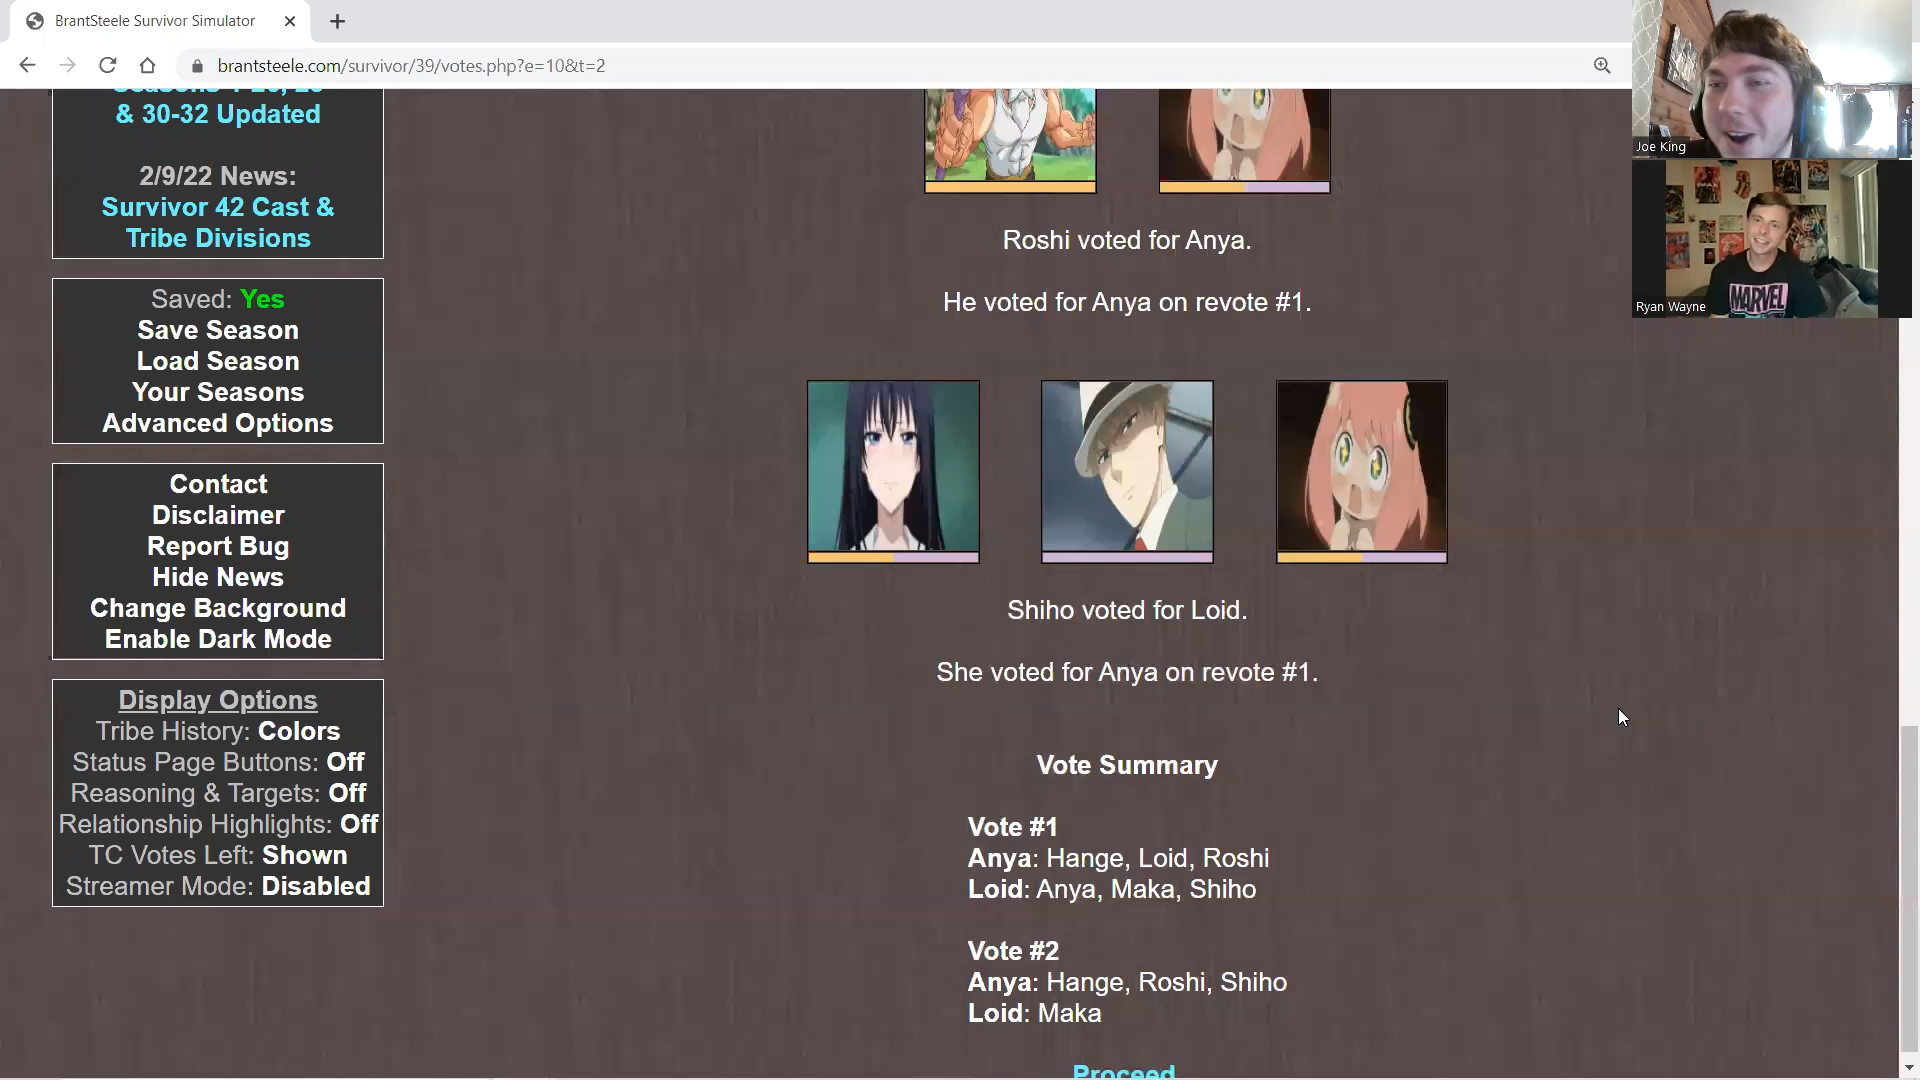 BrantSteele Survivor Simulator
brantsteele.com/survivor/39/votes.php?e=10&t=2
& 30-32 Updated
2/9/22 News:
Survivor 42 Cast &
Tribe Divisions
Saved: Yes
Save Season
Load Season
Your Seasons
Advanced Options
Contact
Disclaimer
Report Bug
Hide News
Change Background
Enable Dark Mode
Display Options
Tribe History: Colors
Status Page Buttons: Off
Reasoning & Targets: Off
Relationship Highlights: Off
TC Votes Left: Shown
Streamer Mode: Disabled
Roshi voted for Anya.
He voted for Anya on revote #1.
Shiho voted for Loid.
She voted for Anya on revote #1.
Vote Summary
Vote #1
Anya: Hange, Loid, Roshi
Loid: Anya, Maka, Shiho
Vote #2
Anya: Hange, Roshi, Shiho
Loid: Maka
Proceed
Joe King
MARVEL
Ryan Wayne